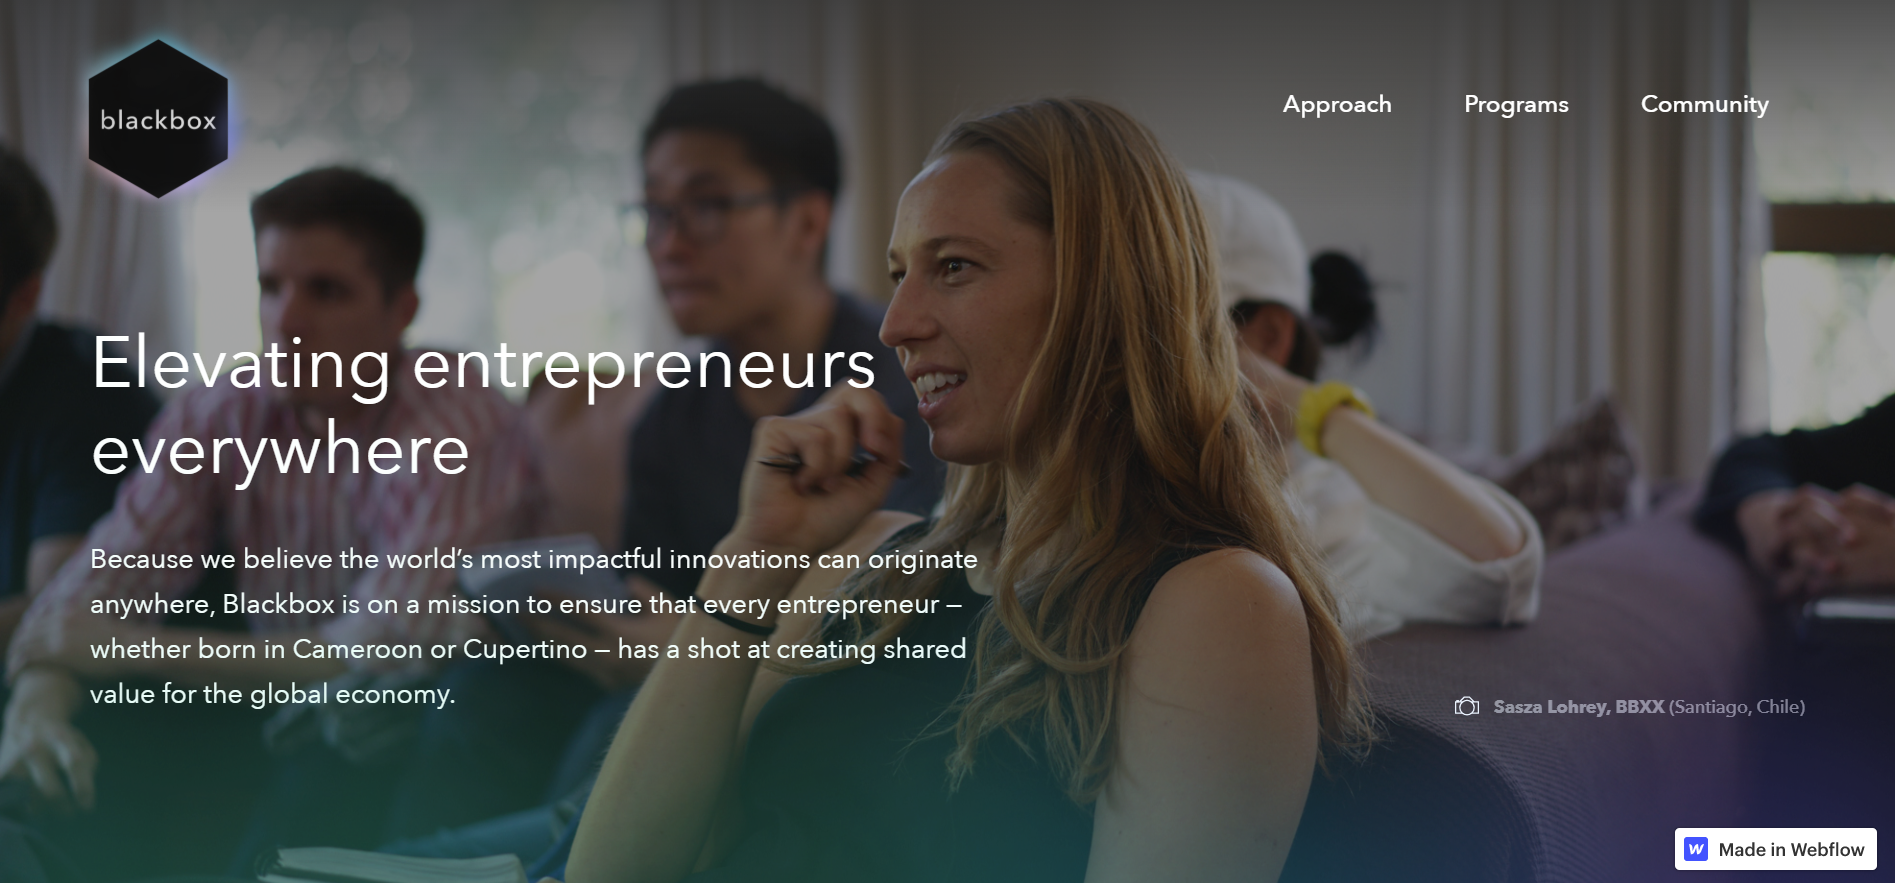 blackbox
Approach
Programs
Community
Elevating entrepreneurs
everywhere
Because we believe the world’s most impactful innovations can originate
anywhere, Blackbox is on a mission to ensure that every entrepreneur —
whether born in Cameroon or Cupertino — has a shot at creating shared
value for the global economy.
Sasza Lohrey, BBXX (Santiago, Chile)
Made in Webflow